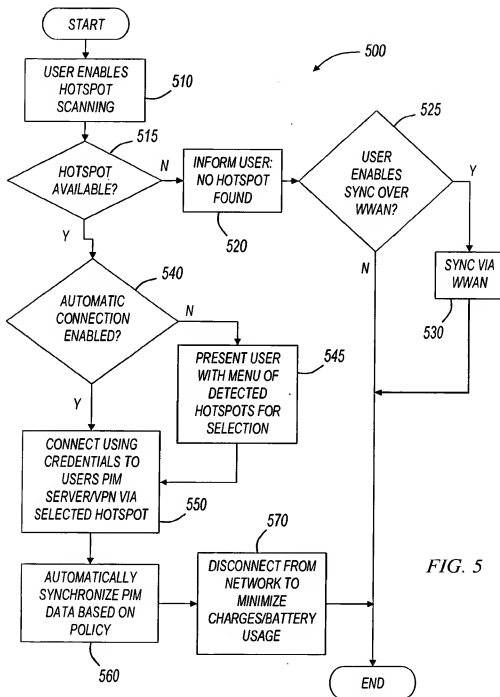 START
500
USER ENABLES
HOTSPOT
SCANNING
510
515
HOTSPOT
AVAILABLE?
N
Y
INFORM USER:
NO HOTSPOT
FOUND
520
525
USER
ENABLES
SYNC OVER
WWAN?
Y
N
SYNC VIA
WWAN
530
540
AUTOMATIC
CONNECTION
ENABLED?
N
Y
PRESENT USER
WITH MENU OF
DETECTED
HOTSPOTS FOR
SELECTION
545
CONNECT USING
CREDENTIALS TO
USERS PIM
SERVER/VPN VIA
SELECTED HOTSPOT
550
AUTOMATICALLY
SYNCHRONIZE PIM
DATA BASED ON
POLICY
560
570
DISCONNECT FROM
NETWORK TO
MINIMIZE
CHARGES/BATTERY
USAGE
FIG. 5
END